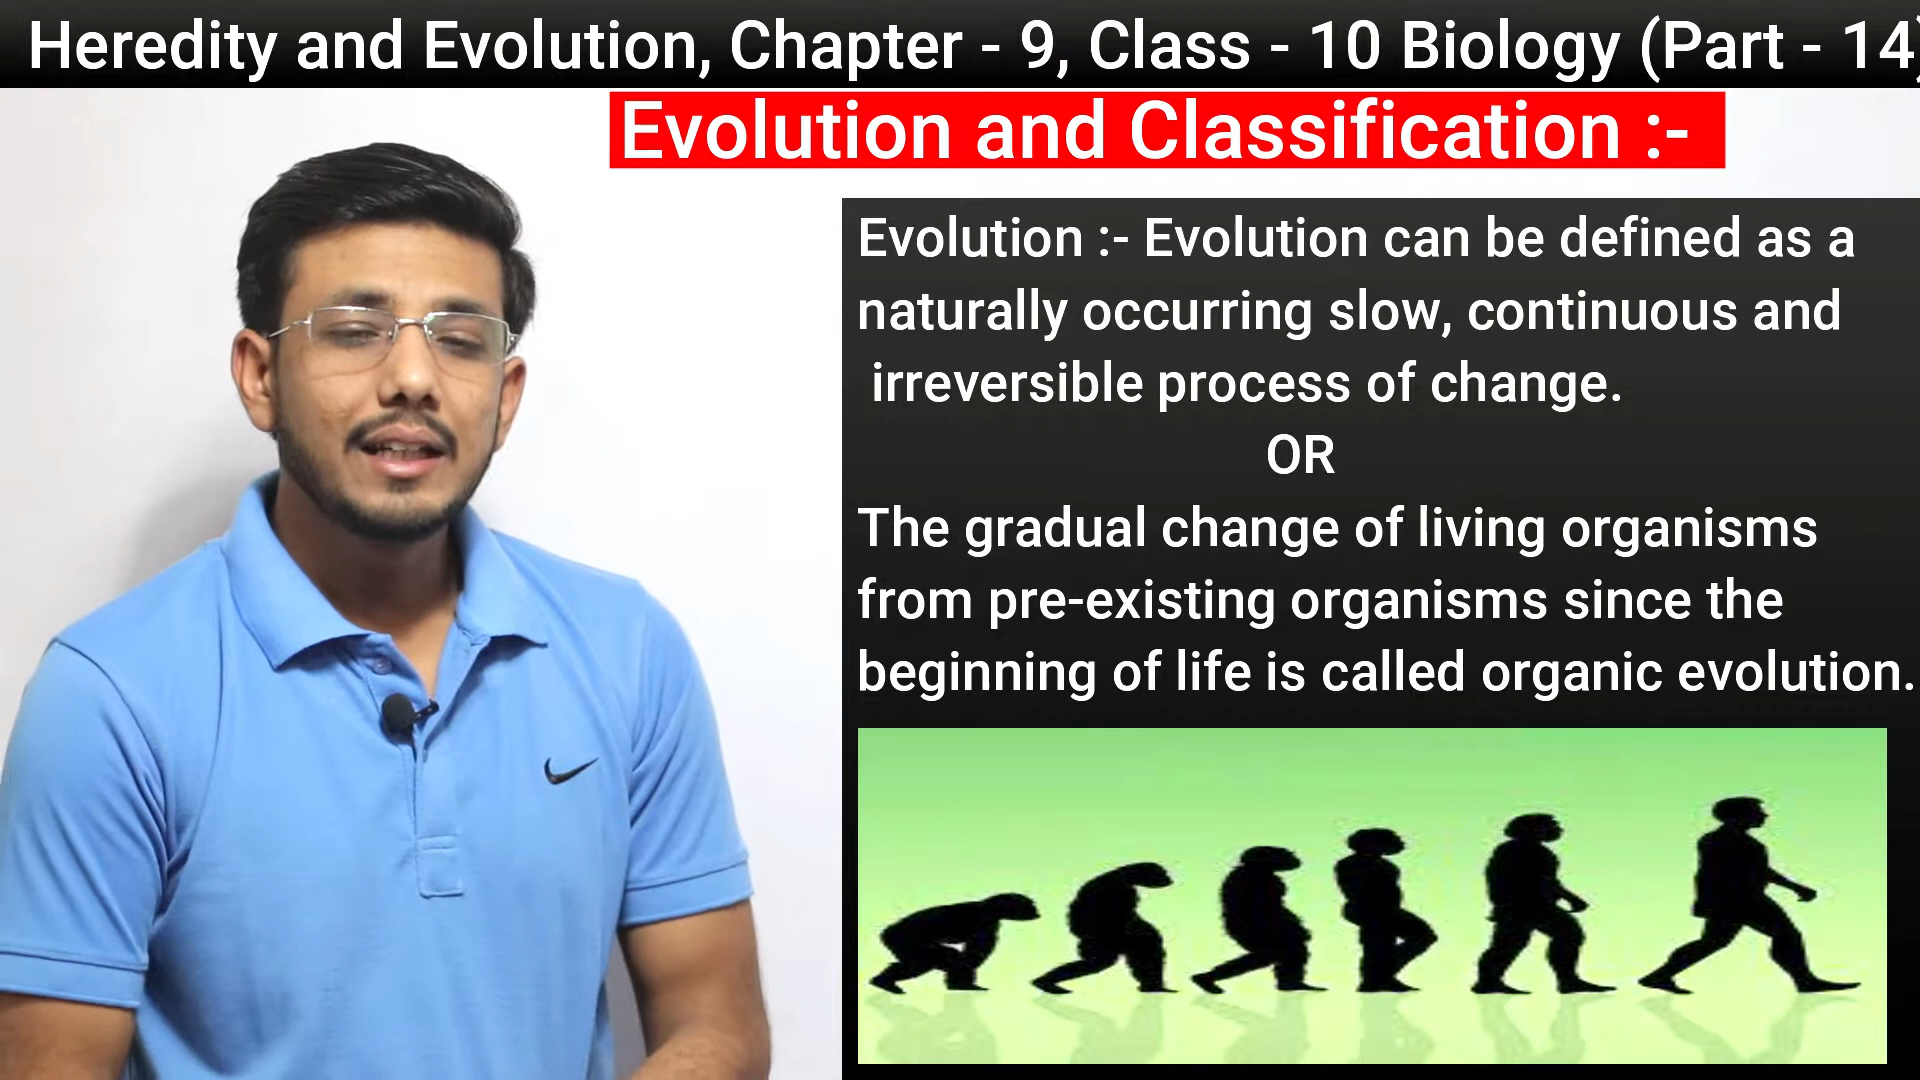 Heredity and Evolution, Chapter - 9, Class - 10 Biology (Part - 14)
Evolution and Classification :-
Evolution :- Evolution can be defined as a
naturally occurring slow, continuous and
irreversible process of change.
OR
The gradual change of living organisms
from pre-existing organisms since the
beginning of life is called organic evolution.